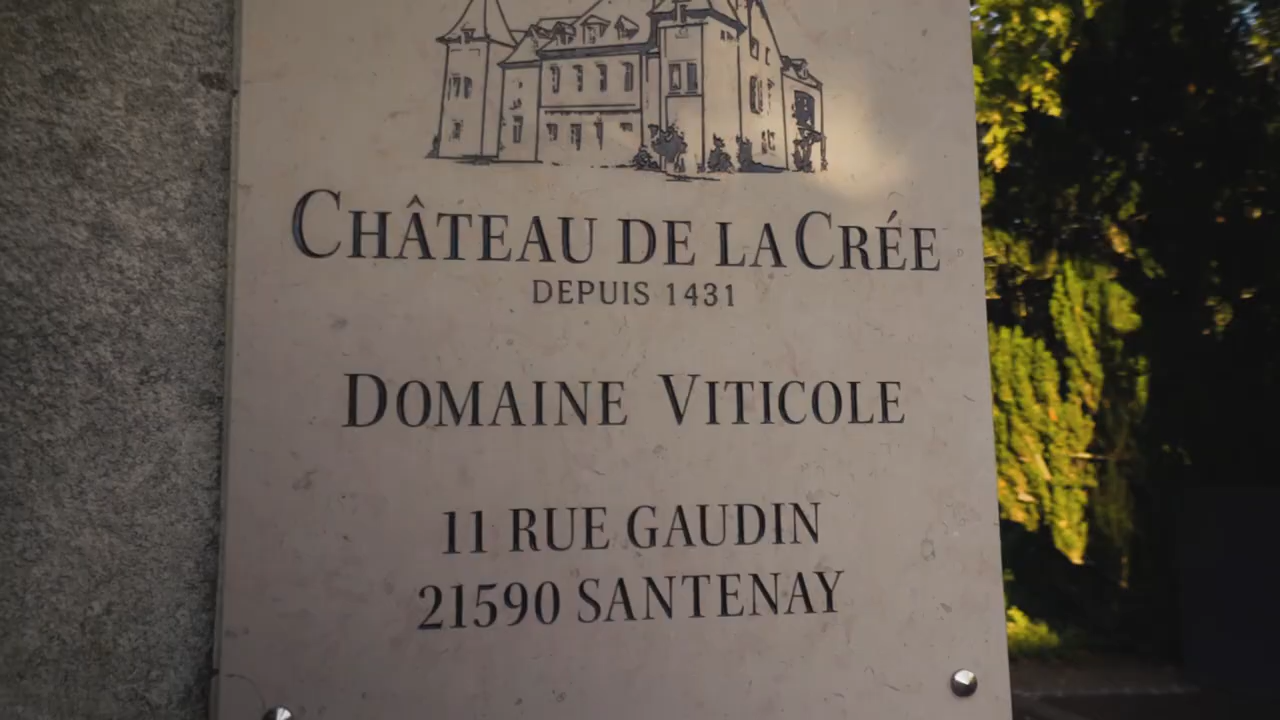 CHÂTEAU DE LA CRÉE
DEPUIS 1431
DOMAINE VITICOLE
11 RUE GAUDIN
21590 SANTENAY